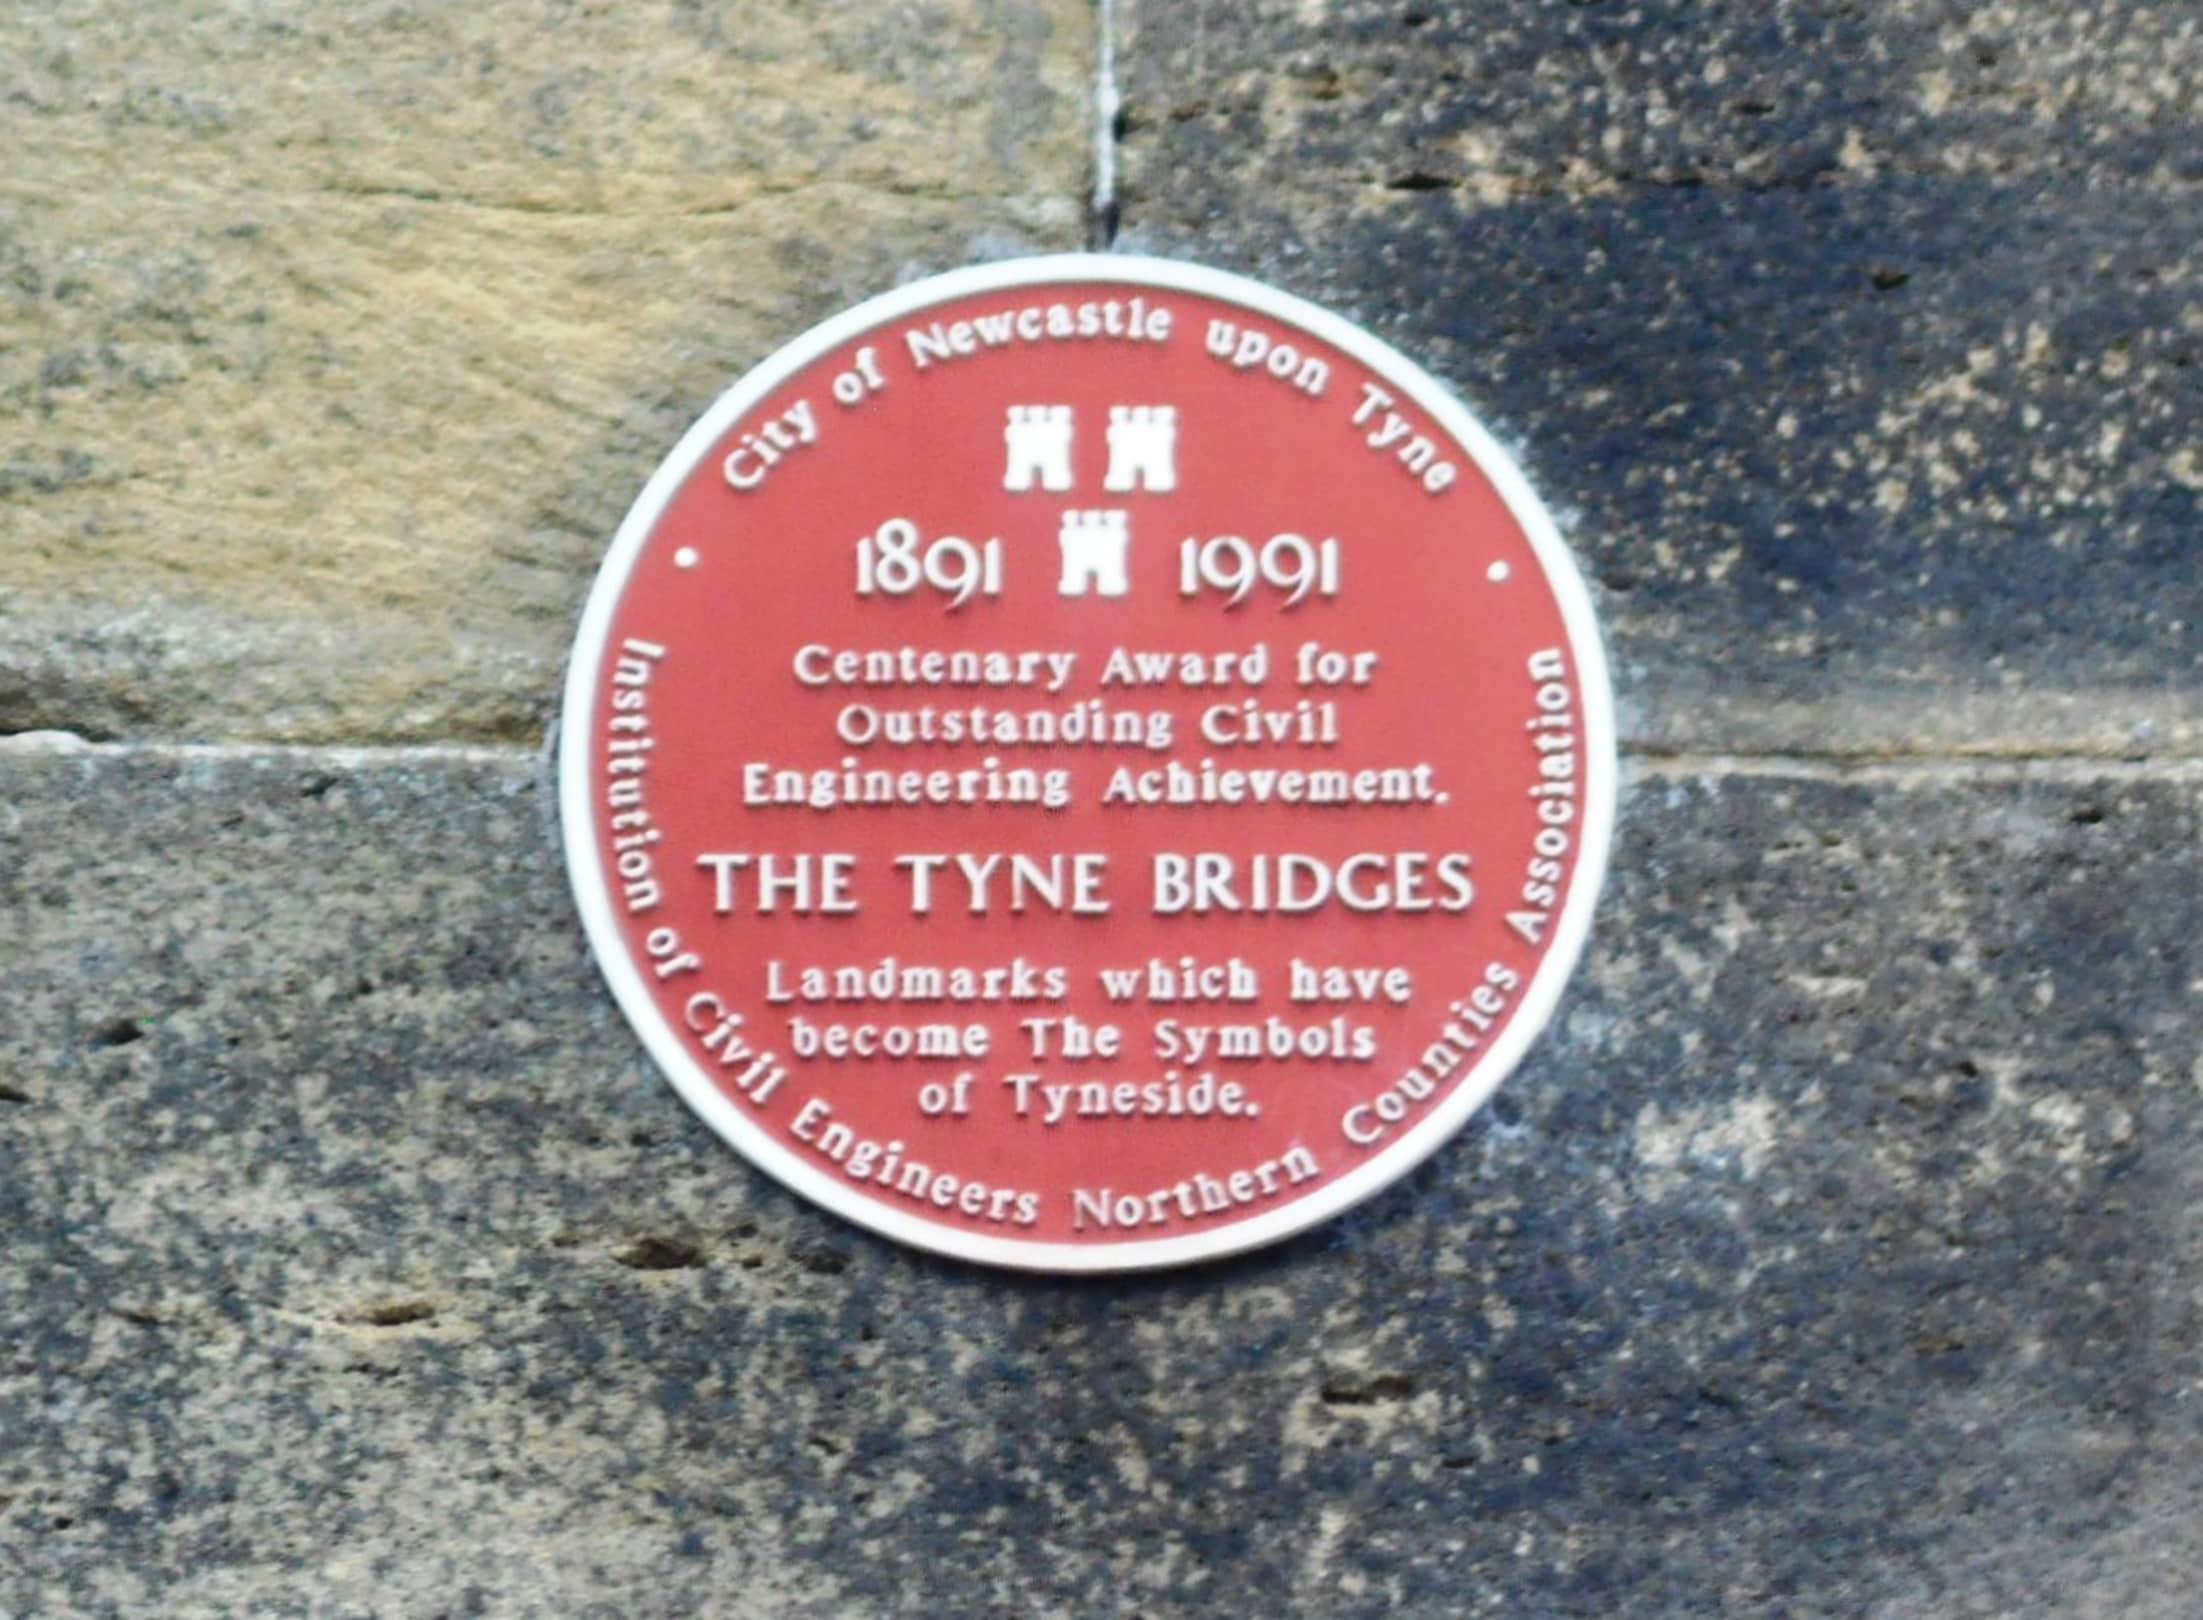 City of Newcastle upon Tyne
1891 1991
Centenary Award for
Outstanding Civil
Engineering Achievement.
THE TYNE BRIDGES
Landmarks which have
become The Symbols
of Tyneside.
Institution of Civil Engineers Northern Counties Association